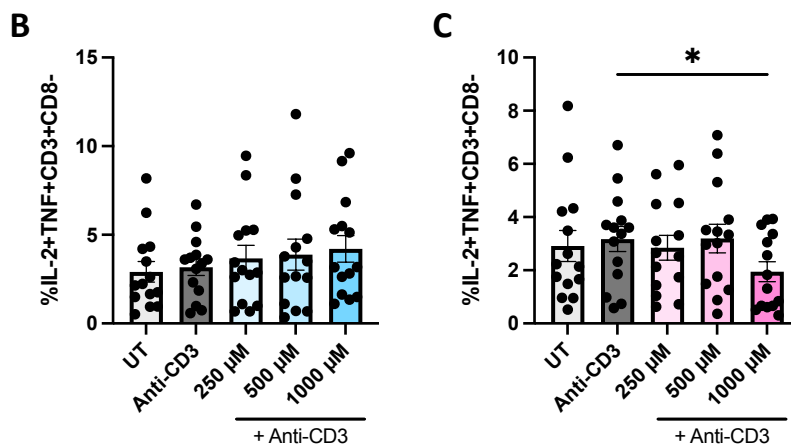 B
%IL-2+TNF+CD3+CD8-
15
10
5
0
UT
Anti-CD3
250 µM
500 µM
1000 µM
+ Anti-CD3
C
%IL-2+TNF+CD3+CD8-
10
8
6
4
2
0
*
UT
Anti-CD3
250 µM
500 µM
1000 µM
+ Anti-CD3